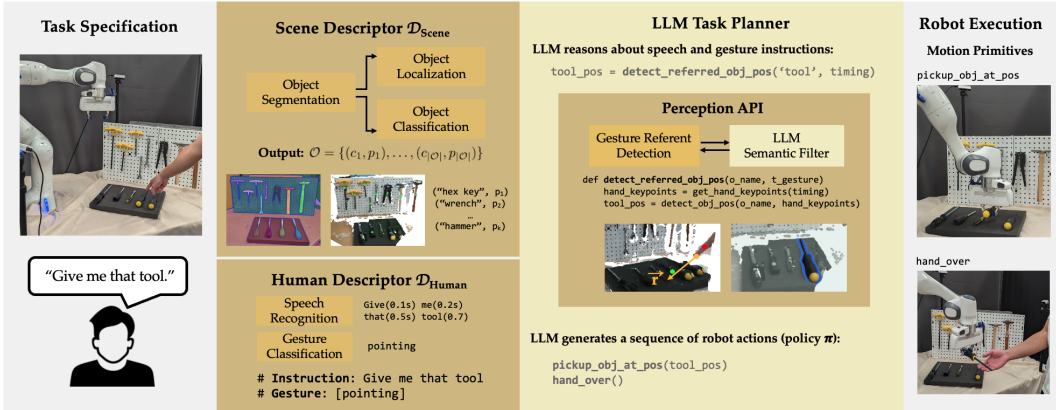 Task Specification
"Give me that tool."
Scene Descriptor 𝒟Scene
Object
Segmentation
Object
Localization
Object
Classification
Output: 𝒪 = {(c₁, p₁), . . . , (c|𝒪|, p|𝒪|)}
("hex key", p₁)
("wrench", p₂)
...
("hammer", pₖ)
Human Descriptor 𝒟Human
Speech
Recognition
Give(0.1s) me(0.2s)
that(0.5s) tool(0.7)
Gesture
Classification
pointing
# Instruction: Give me that tool
# Gesture: [pointing]
LLM Task Planner
LLM reasons about speech and gesture instructions:
tool_pos = detect_referred_obj_pos('tool', timing)
Perception API
Gesture Referent
Detection
LLM
Semantic Filter
def detect_referred_obj_pos(o_name, t_gesture)
hand_keypoints = get_hand_keypoints(timing)
tool_pos = detect_obj_pos(o_name, hand_keypoints)
r
LLM generates a sequence of robot actions (policy π):
pickup_obj_at_pos(tool_pos)
hand_over()
Robot Execution
Motion Primitives
pickup_obj_at_pos
hand_over